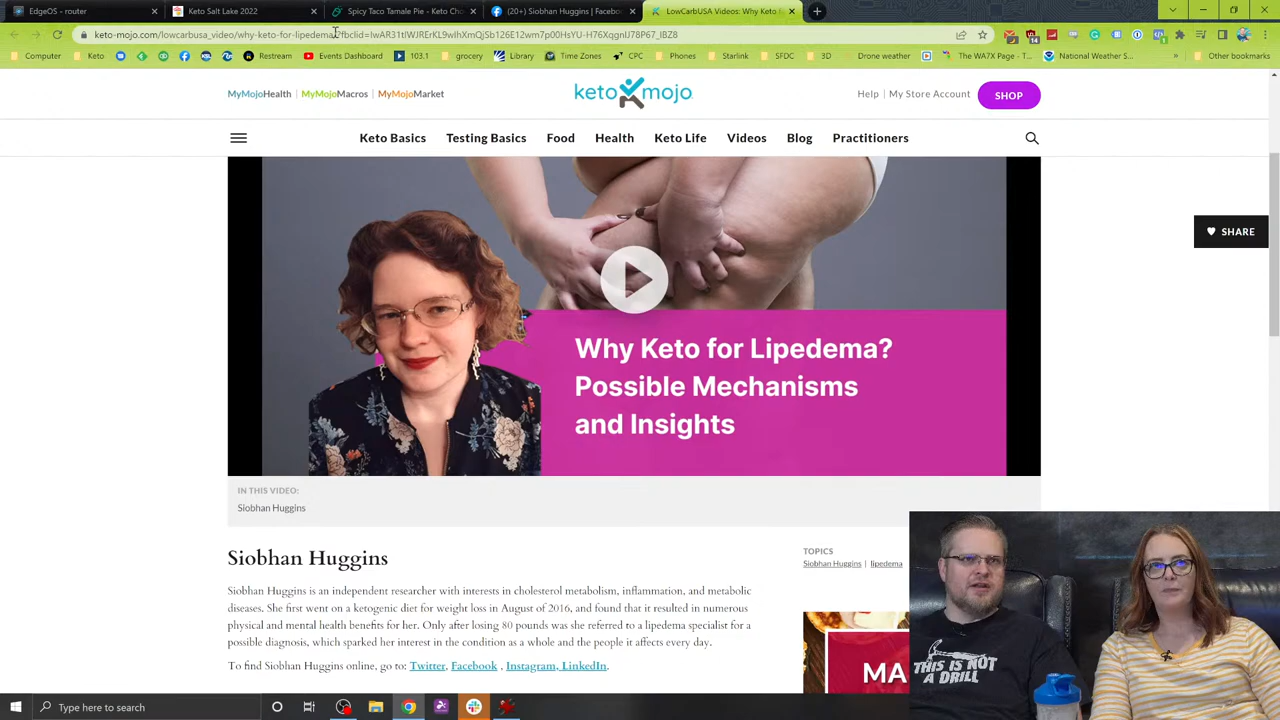 EdgeOS - router
Keto Salt Lake 2022
Spicy Taco Tamale Pie - Keto Cho
(20+) Siobhan Huggins | Facebook
LowCarbUSA Videos: Why Keto f
keto-mojo.com/lowcarbusa_video/why-keto-for-lipedema/?fbclid=IwAR31tIWJRErKL9wIhXmQjSb126E12wm7p00HsYU-H76XqgnU78P67_IBZ8
Computer
Restream
Events Dashboard
103.1
grocery
Library
Time Zones
CPC
Phones
Starlink
SFDC
3D
Drone weather
The WA7X Page - T...
National Weather S...
Other bookmarks
MyMojoHealth | MyMojoMacros | MyMojoMarket
keto mojo
Help | My Store Account
SHOP
Keto Basics
Testing Basics
Food
Health
Keto Life
Videos
Blog
Practitioners
SHARE
Why Keto for Lipedema?
Possible Mechanisms
and Insights
IN THIS VIDEO:
Siobhan Huggins
Siobhan Huggins
Siobhan Huggins is an independent researcher with interests in cholesterol metabolism, inflammation, and metabolic
diseases. She first went on a ketogenic diet for weight loss in August of 2016, and found that it resulted in numerous
physical and mental health benefits for her. Only after losing 80 pounds was she referred to a lipedema specialist for a
possible diagnosis, which sparked her interest in the condition as a whole and the people it affects every day.
To find Siobhan Huggins online, go to: Twitter, Facebook , Instagram, LinkedIn.
TOPICS
Siobhan Huggins | lipedema
MA
THIS IS NOT
A DRILL
Type here to search